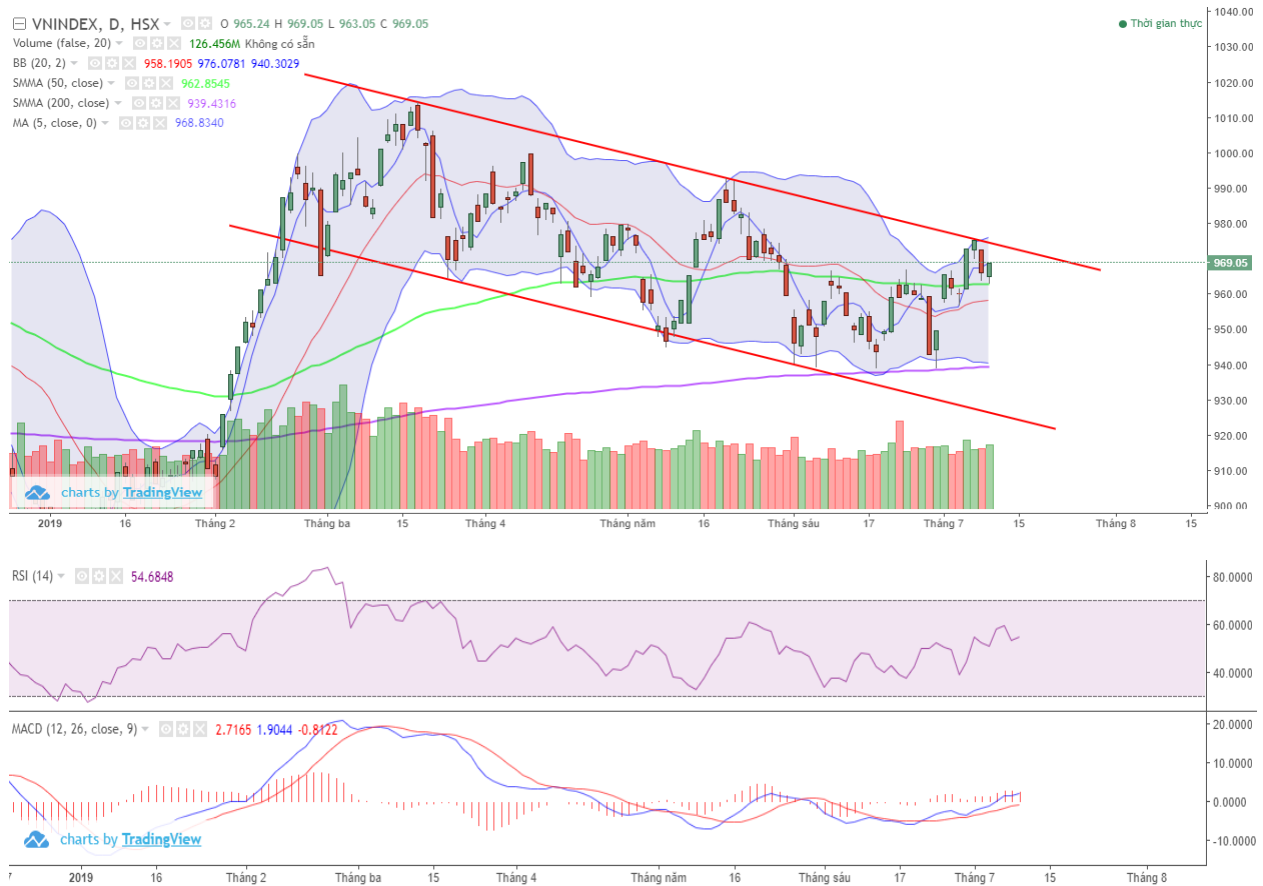 VNINDEX, D, HSX O 965.24 H 969.05 L 963.05 C 969.05
Thời gian thực
Volume (false, 20) 126.456M Không có sẵn
BB (20, 2) 958.1905 976.0781 940.3029
SMMA (50, close) 962.8545
SMMA (200, close) 939.4316
MA (5, close, 0) 968.8340
1040.00
1030.00
1020.00
1010.00
1000.00
990.00
980.00
969.05
960.00
950.00
940.00
930.00
920.00
910.00
900.00
charts by TradingView
2019 16 Tháng 2 Tháng ba 15 Tháng 4 Tháng năm 16 Tháng sáu 17 Tháng 7 15 Tháng 8 15
RSI (14) 54.6848
80.0000
60.0000
40.0000
MACD (12, 26, close, 9) 2.7165 1.9044 -0.8122
20.0000
10.0000
0.0000
-10.0000
charts by TradingView
7 2019 16 Tháng 2 Tháng ba 15 Tháng 4 Tháng năm 16 Tháng sáu 17 Tháng 7 15 Tháng 8